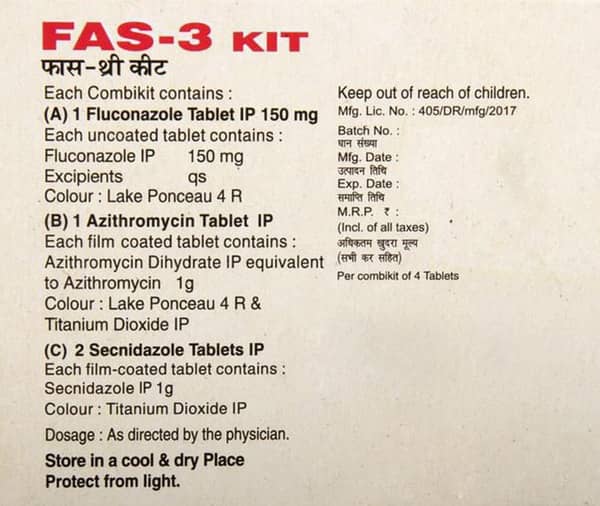 FAS-3 KIT
फास-थ्री कीट
Each Combikit contains :
(A) 1 Fluconazole Tablet IP 150 mg
Each uncoated tablet contains :
Fluconazole IP 150 mg
Excipients qs
Colour : Lake Ponceau 4 R
(B) 1 Azithromycin Tablet IP
Each film coated tablet contains :
Azithromycin Dihydrate IP equivalent
to Azithromycin 1g
Colour : Lake Ponceau 4 R &
Titanium Dioxide IP
(C) 2 Secnidazole Tablets IP
Each film-coated tablet contains :
Secnidazole IP 1g
Colour : Titanium Dioxide IP
Dosage : As directed by the physician.
Store in a cool & dry Place
Protect from light.
Keep out of reach of children.
Mfg. Lic. No. : 405/DR/mfg/2017
Batch No. :
घान संख्या
Mfg. Date :
उत्पादन तिथि
Exp. Date :
समाप्ति तिथि
M.R.P. ₹ :
(Incl. of all taxes)
अधिकतम खुदरा मूल्य
(सभी कर सहित)
Per combikit of 4 Tablets